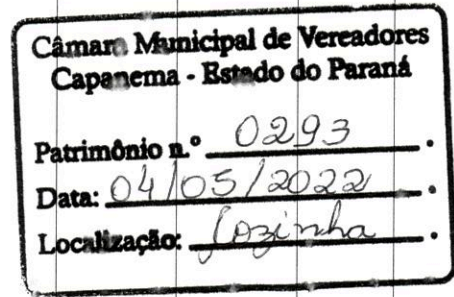 Câmara Municipal de Vereadores
Capanema - Estado do Paraná
Patrimônio n.º 0293.
Data: 04/05/2022.
Localização: Cozinha.